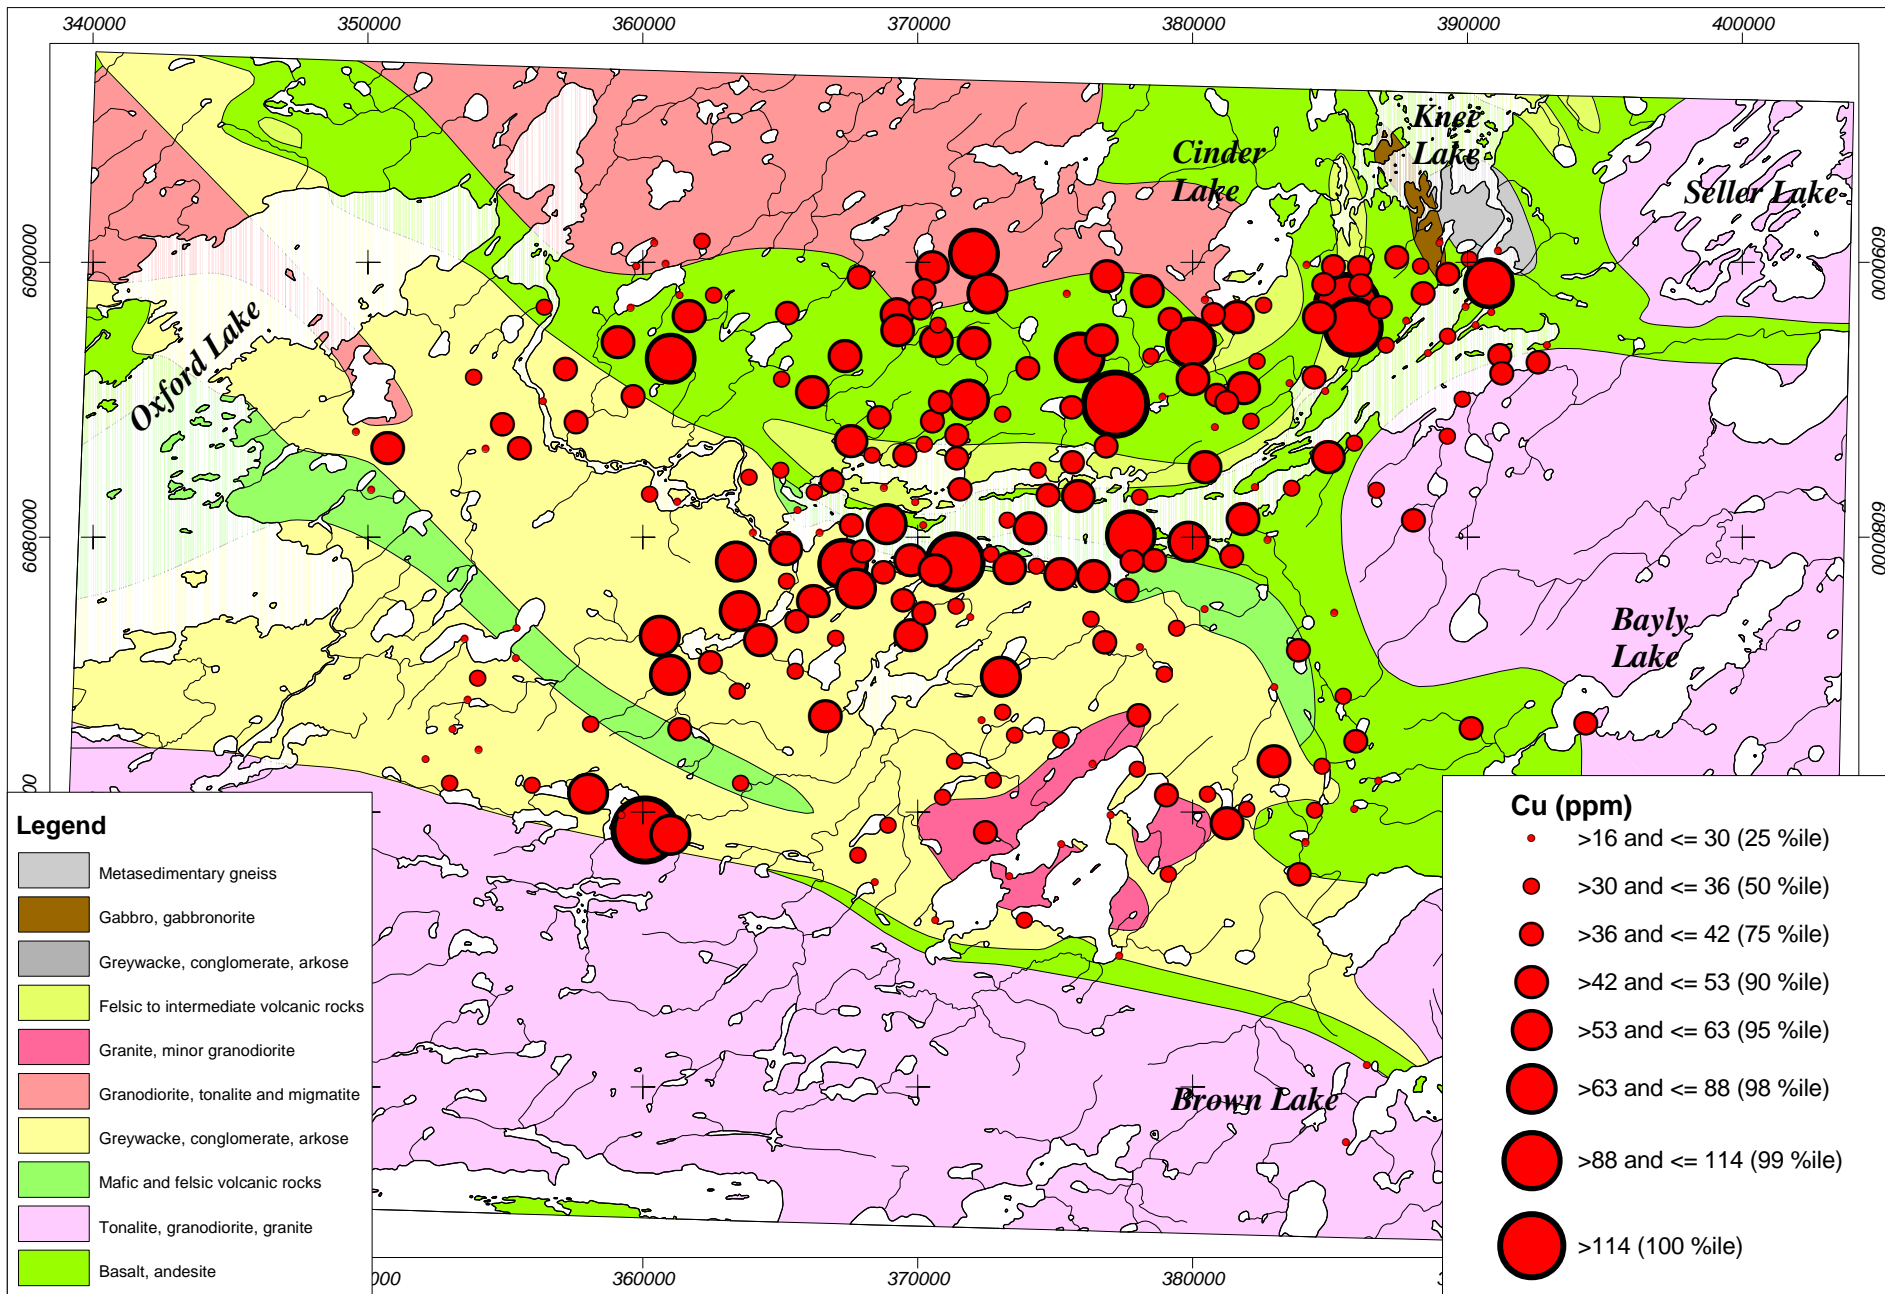 340000 350000 360000 370000 380000 390000 400000
Knee
Lake
Cinder
Lake
Seller Lake
6090000 6090000
Oxford Lake
6080000 6080000
Bayly
Lake
Brown Lake
Legend
Metasedimentary gneiss
Gabbro, gabbronorite
Greywacke, conglomerate, arkose
Felsic to intermediate volcanic rocks
Granite, minor granodiorite
Granodiorite, tonalite and migmatite
Greywacke, conglomerate, arkose
Mafic and felsic volcanic rocks
Tonalite, granodiorite, granite
Basalt, andesite
Cu (ppm)
>16 and <= 30 (25 %ile)
>30 and <= 36 (50 %ile)
>36 and <= 42 (75 %ile)
>42 and <= 53 (90 %ile)
>53 and <= 63 (95 %ile)
>63 and <= 88 (98 %ile)
>88 and <= 114 (99 %ile)
>114 (100 %ile)
360000 370000 380000